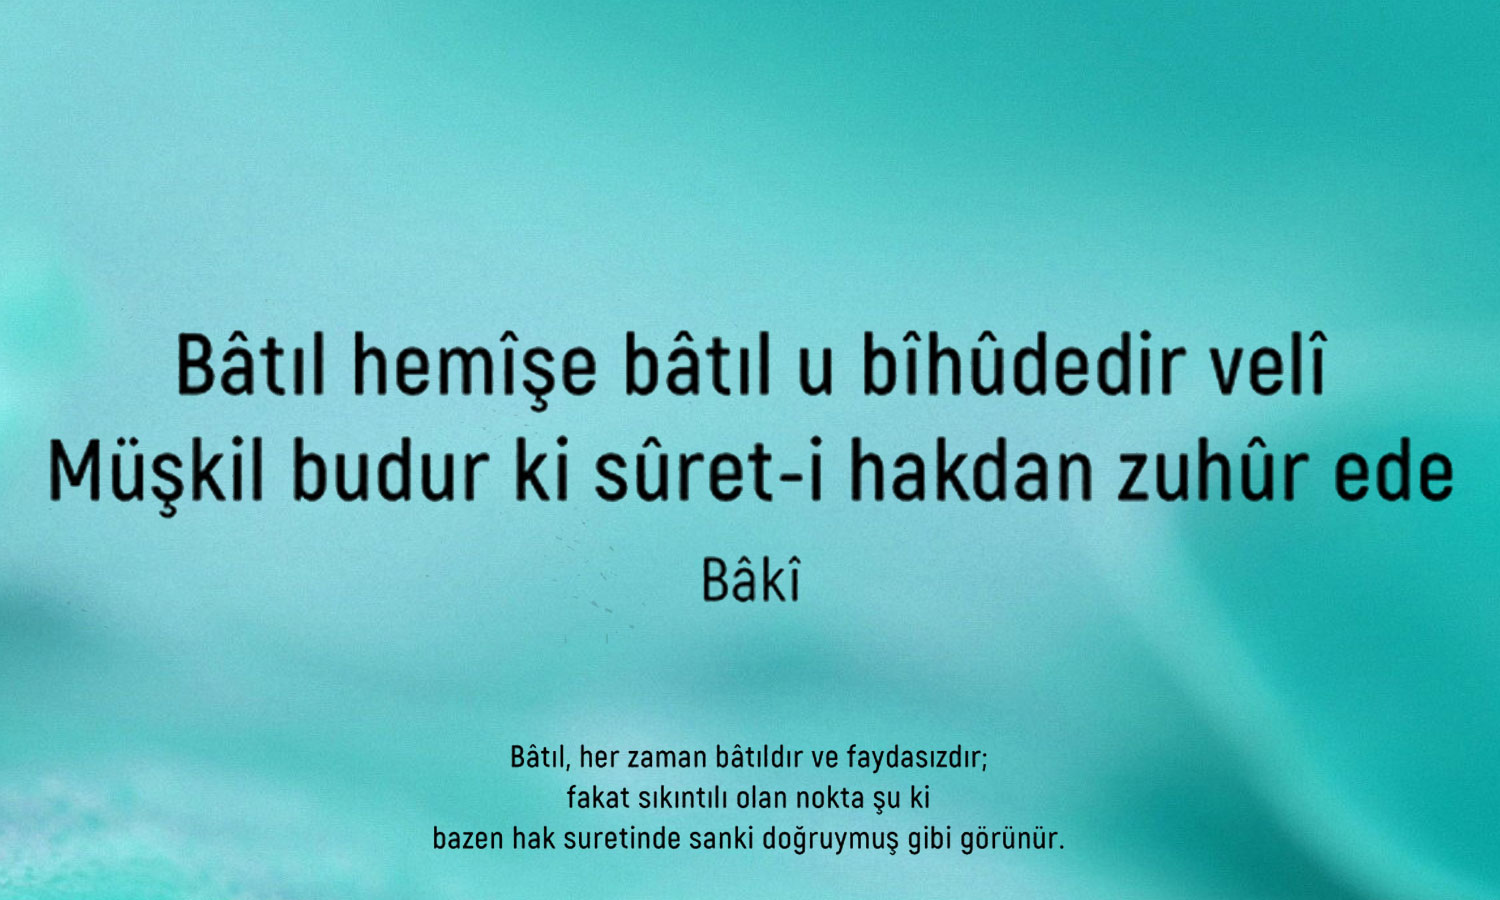 Bâtıl hemîşe bâtıl u bîhûdedir velî
Müşkil budur ki sûret-i hakdan zuhûr ede
Bâkî
Bâtıl, her zaman bâtıldır ve faydasızdır;
fakat sıkıntılı olan nokta şu ki
bazen hak suretinde sanki doğruymuş gibi görünür.